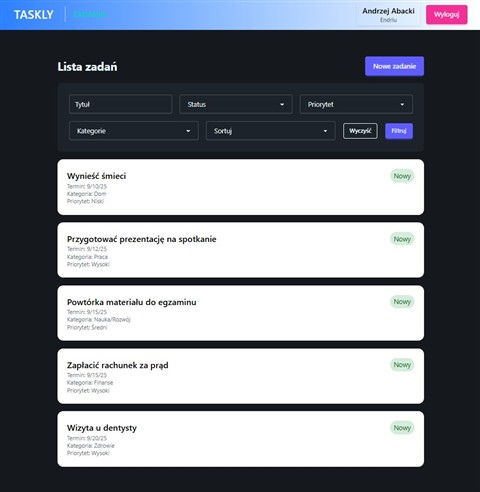 TASKLY
Andrzej Abacki
Endriu
Wyloguj
Lista zadań
Nowe zadanie
Tytuł
Status
Priorytet
Kategorie
Sortuj
Wyczyść
Filtruj
Wynieść śmieci
Nowy
Termin: 9/10/25
Kategoria: Dom
Priorytet: Niski
Przygotować prezentację na spotkanie
Nowy
Termin: 9/12/25
Kategoria: Praca
Priorytet: Wysoki
Powtórka materiału do egzaminu
Nowy
Termin: 9/15/25
Kategoria: Nauka/Rozwój
Priorytet: Średni
Zapłacić rachunek za prąd
Nowy
Termin: 9/15/25
Kategoria: Finanse
Priorytet: Wysoki
Wizyta u dentysty
Nowy
Termin: 9/20/25
Kategoria: Zdrowie
Priorytet: Wysoki